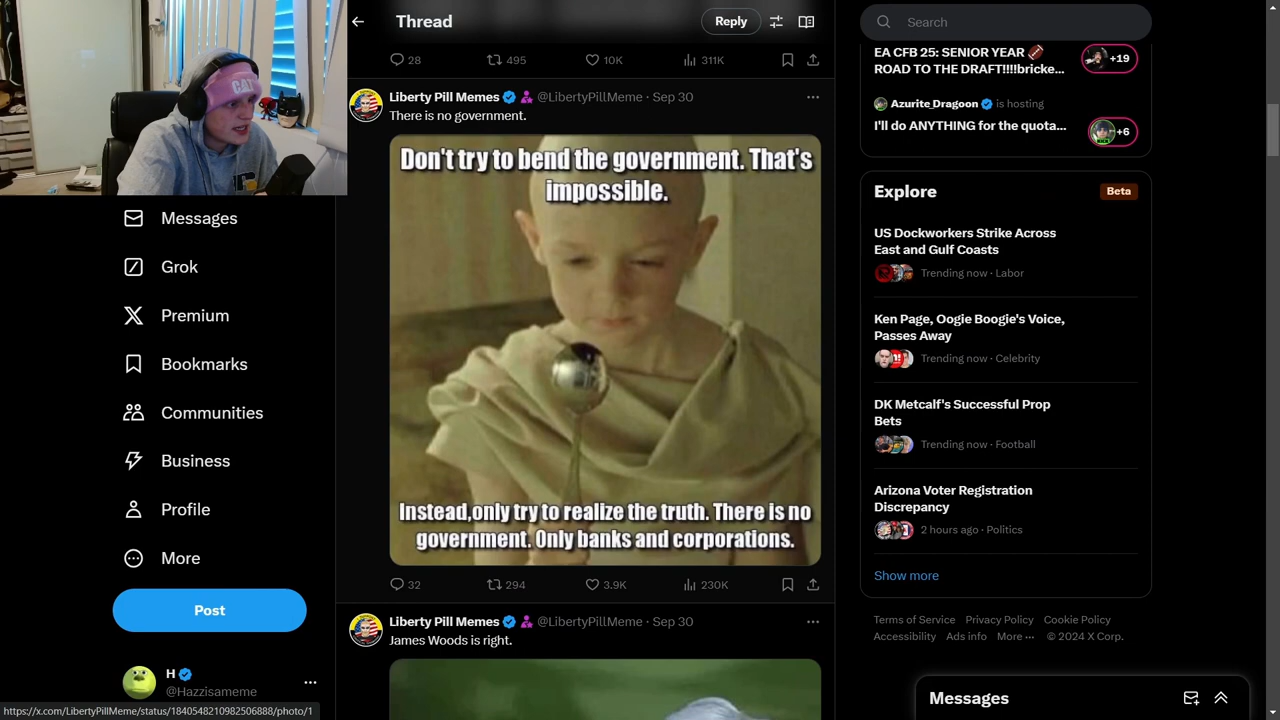 CAT
Thread
Reply
Search
28
495
10K
311K
Liberty Pill Memes @LibertyPillMeme · Sep 30
There is no government.
Don't try to bend the government. That's
impossible.
Instead,only try to realize the truth. There is no
government. Only banks and corporations.
32
294
3.9K
230K
Liberty Pill Memes @LibertyPillMeme · Sep 30
James Woods is right.
Messages
Grok
Premium
Bookmarks
Communities
Business
Profile
More
Post
H
@Hazzisameme
https://x.com/LibertyPillMeme/status/1840548210982506888/photo/1
EA CFB 25: SENIOR YEAR 🏈
ROAD TO THE DRAFT!!!!bricke...
+19
Azurite_Dragoon is hosting
I'll do ANYTHING for the quota...
+6
Explore
Beta
US Dockworkers Strike Across
East and Gulf Coasts
Trending now · Labor
Ken Page, Oogie Boogie's Voice,
Passes Away
Trending now · Celebrity
DK Metcalf's Successful Prop
Bets
Trending now · Football
Arizona Voter Registration
Discrepancy
2 hours ago · Politics
Show more
Terms of Service Privacy Policy Cookie Policy
Accessibility Ads info More ··· © 2024 X Corp.
Messages